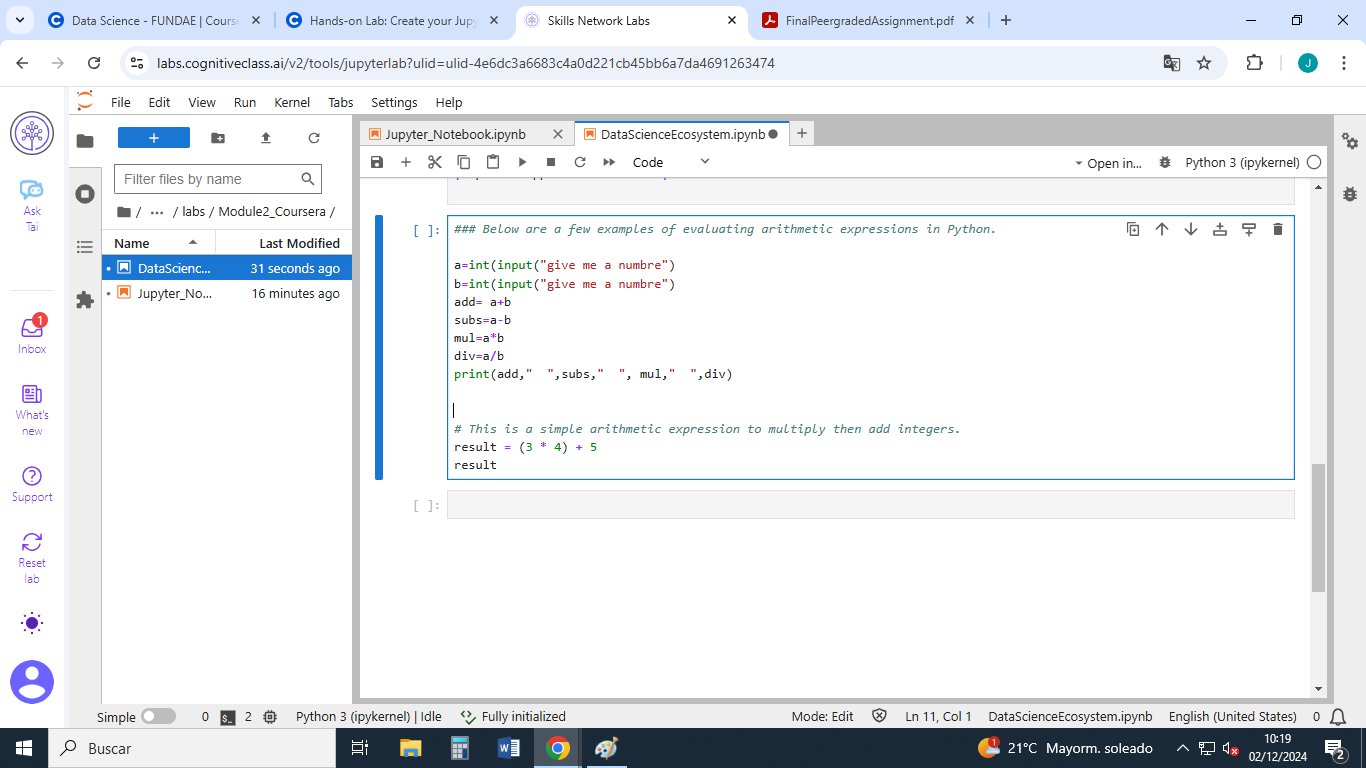 Data Science - FUNDAE | Cours
Hands-on Lab: Create your Jup
Skills Network Labs
FinalPeergradedAssignment.pdf
labs.cognitiveclass.ai/v2/tools/jupyterlab?ulid=ulid-4e6dc3a6683c4a0d221cb45bb6a7da4691263474
J
File Edit View Run Kernel Tabs Settings Help
Ask
Tai
1
Inbox
What's
new
Support
Reset
lab
Filter files by name
/ ... / labs / Module2_Coursera /
Name Last Modified
DataScienc... 31 seconds ago
Jupyter_No... 16 minutes ago
Jupyter_Notebook.ipynb
DataScienceEcosystem.ipynb
Code
Open in...
Python 3 (ipykernel)
[ ]:
### Below are a few examples of evaluating arithmetic expressions in Python.
a=int(input("give me a numbre")
b=int(input("give me a numbre")
add= a+b
subs=a-b
mul=a*b
div=a/b
print(add,"  ",subs,"  ", mul,"  ",div)
# This is a simple arithmetic expression to multiply then add integers.
result = (3 * 4) + 5
result
[ ]:
Simple 0 2 Python 3 (ipykernel) | Idle Fully initialized Mode: Edit Ln 11, Col 1 DataScienceEcosystem.ipynb English (United States) 0
Buscar
21°C Mayorm. soleado
10:19
02/12/2024
2